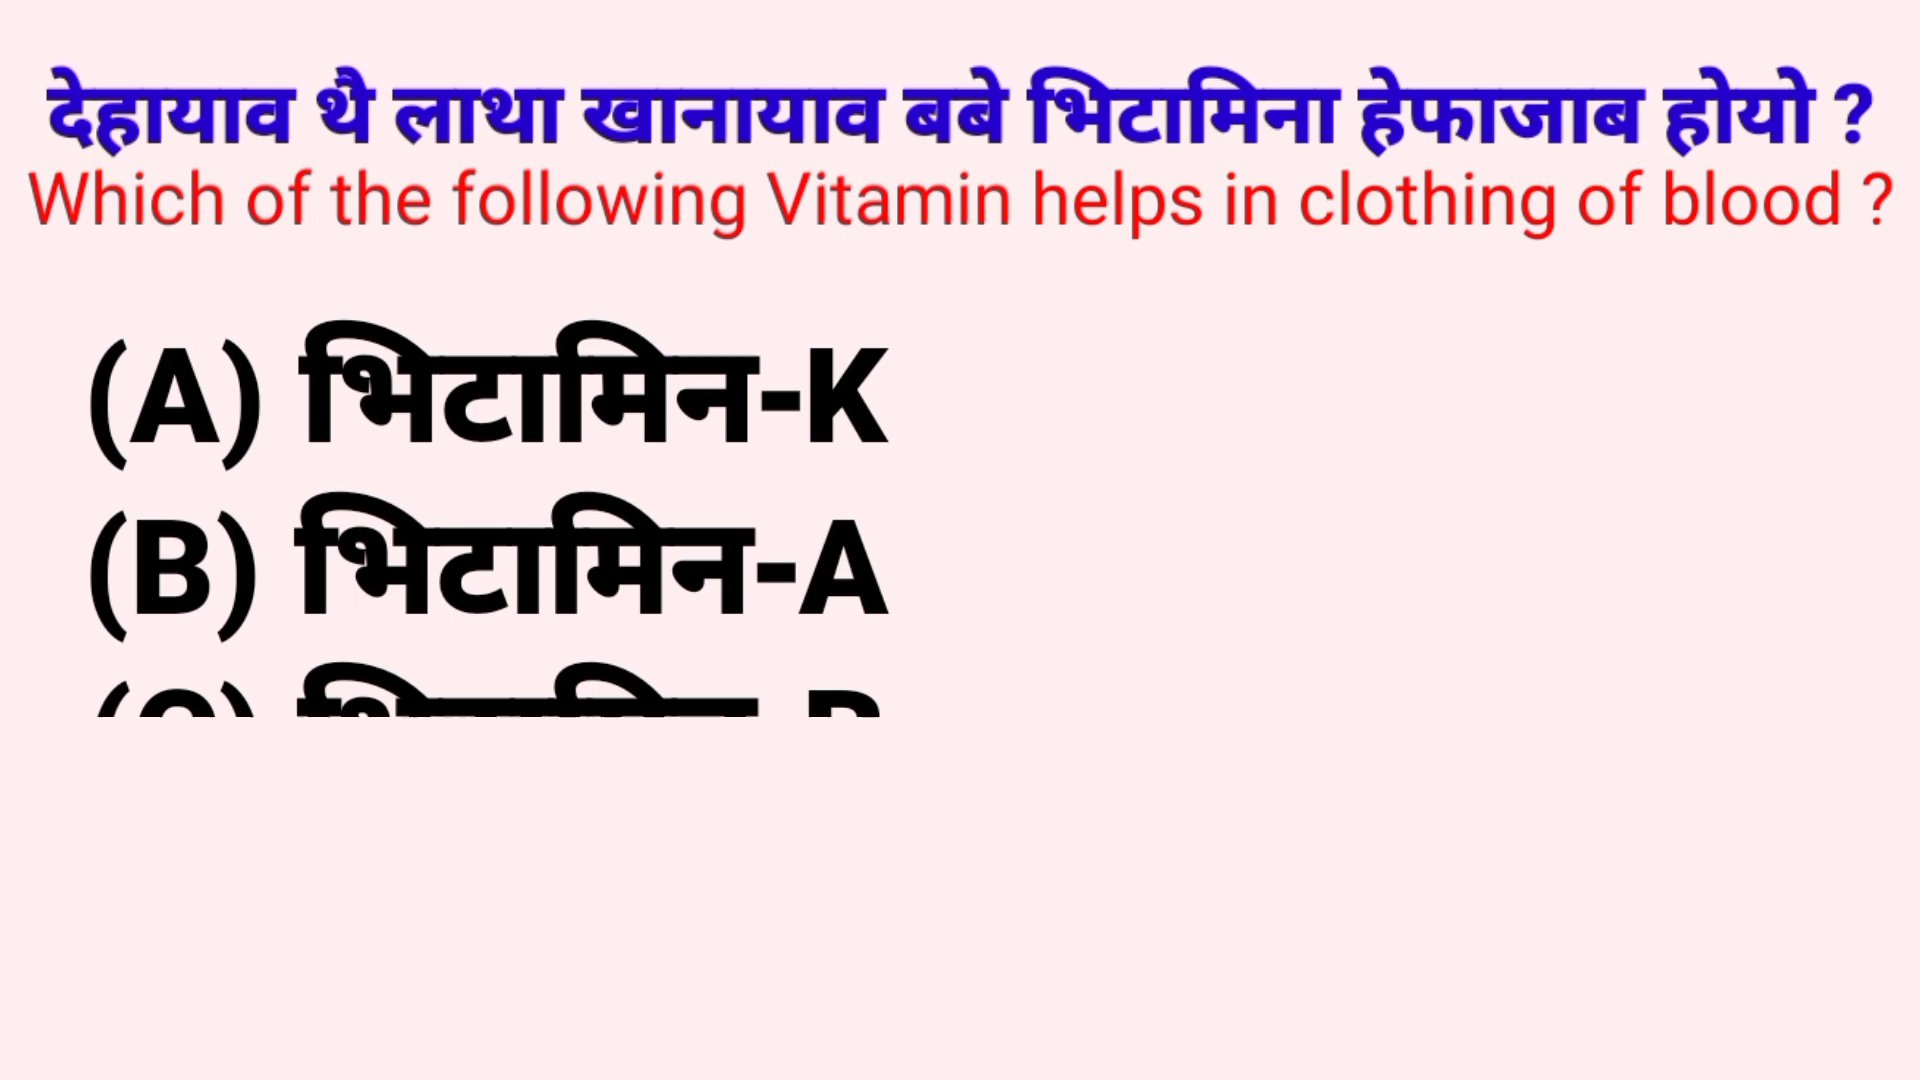 देहायाव थै लाथा खानायाव बबे भिटामिना हेफाजाब होयो ?
Which of the following Vitamin helps in clothing of blood ?
(A) भिटामिन-K
(B) भिटामिन-A